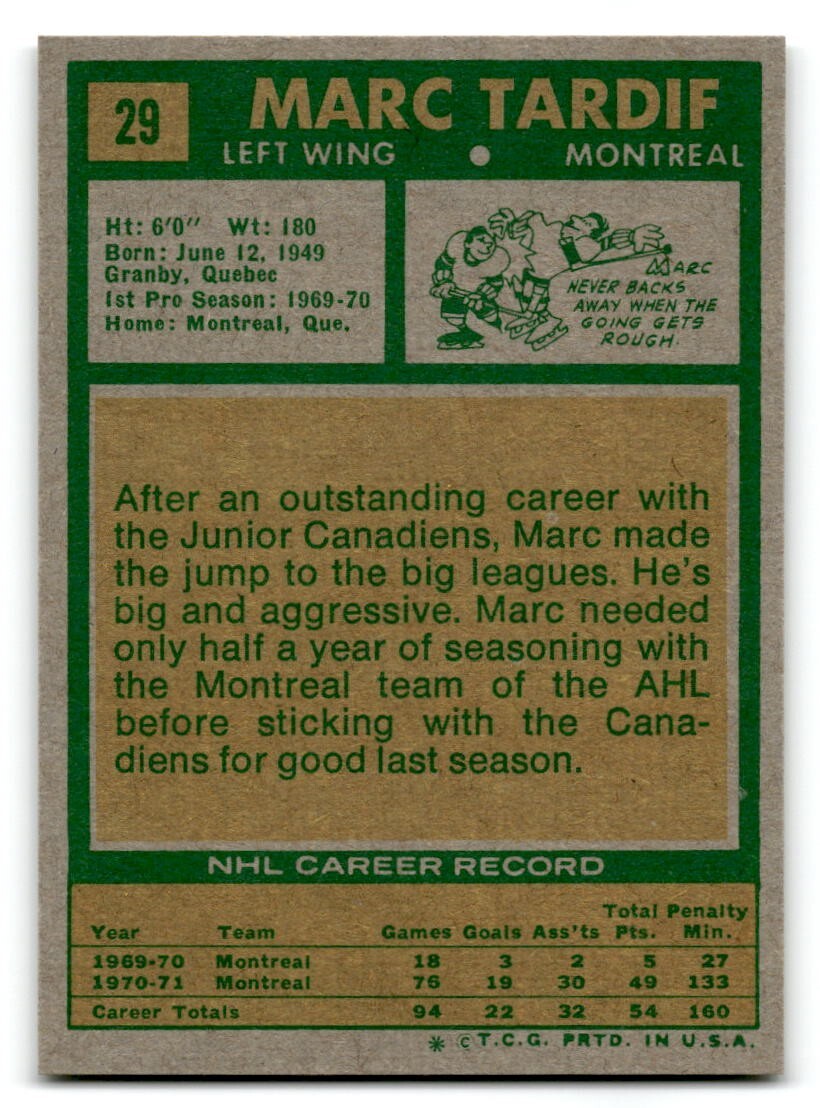 29
MARC TARDIF
LEFT WING • MONTREAL
Ht: 6'0" Wt: 180
Born: June 12, 1949
Granby, Quebec
1st Pro Season: 1969-70
Home: Montreal, Que.
MARC
NEVER BACKS
AWAY WHEN THE
GOING GETS
ROUGH.
After an outstanding career with
the Junior Canadiens, Marc made
the jump to the big leagues. He's
big and aggressive. Marc needed
only half a year of seasoning with
the Montreal team of the AHL
before sticking with the Cana-
diens for good last season.
NHL CAREER RECORD
Year Team Games Goals Ass'ts Total Pts. Penalty Min.
1969-70 Montreal 18 3 2 5 27
1970-71 Montreal 76 19 30 49 133
Career Totals 94 22 32 54 160
* © T.C.G. PRTD. IN U.S.A.